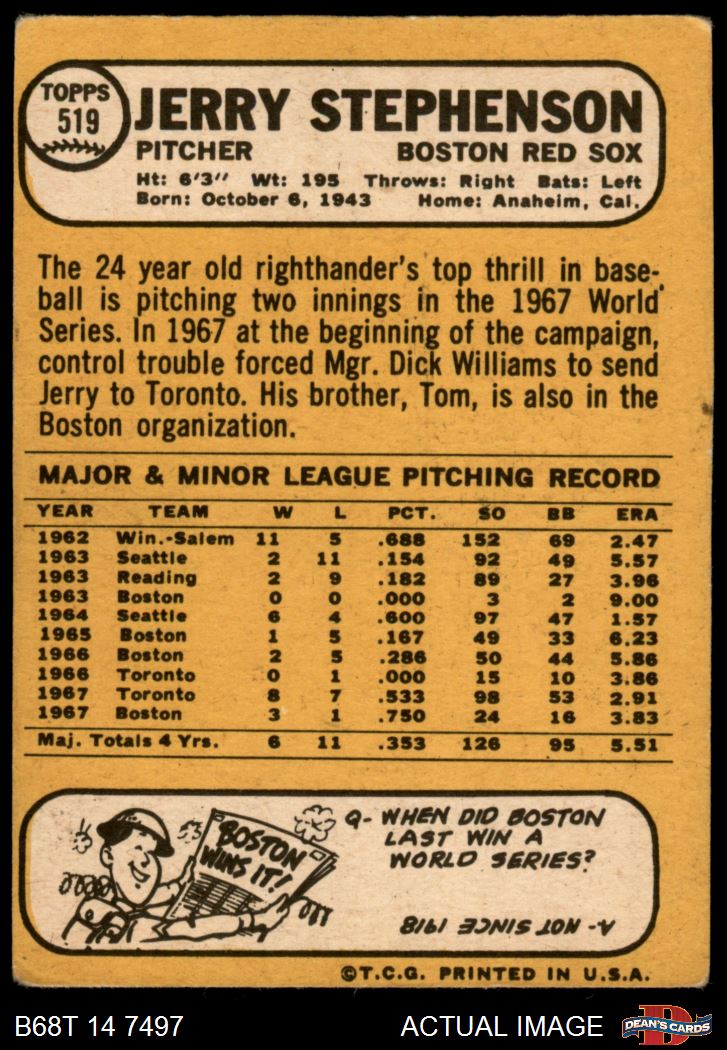 TOPPS
519
JERRY STEPHENSON
PITCHER BOSTON RED SOX
Ht: 6'3" Wt: 195 Throws: Right Bats: Left
Born: October 6, 1943 Home: Anaheim, Cal.
The 24 year old righthander's top thrill in base-
ball is pitching two innings in the 1967 World
Series. In 1967 at the beginning of the campaign,
control trouble forced Mgr. Dick Williams to send
Jerry to Toronto. His brother, Tom, is also in the
Boston organization.
MAJOR & MINOR LEAGUE PITCHING RECORD
YEAR TEAM W L PCT. SO BB ERA
1962 Win.-Salem 11 5 .688 152 69 2.47
1963 Seattle 2 11 .154 92 49 5.57
1963 Reading 2 9 .182 89 27 3.96
1963 Boston 0 0 .000 3 2 9.00
1964 Seattle 6 4 .600 97 47 1.57
1965 Boston 1 5 .167 49 33 6.23
1966 Boston 2 5 .286 50 44 5.86
1966 Toronto 0 1 .000 15 10 3.86
1967 Toronto 8 7 .533 98 53 2.91
1967 Boston 3 1 .750 24 16 3.83
Maj. Totals 4 Yrs. 6 11 .353 126 95 5.51
BOSTON
WINS IT!
Q- WHEN DID BOSTON
LAST WIN A
WORLD SERIES?
A- NOT SINCE 1918
©T.C.G. PRINTED IN U.S.A.
B68T 14 7497 ACTUAL IMAGE
D
DEAN'S CARDS